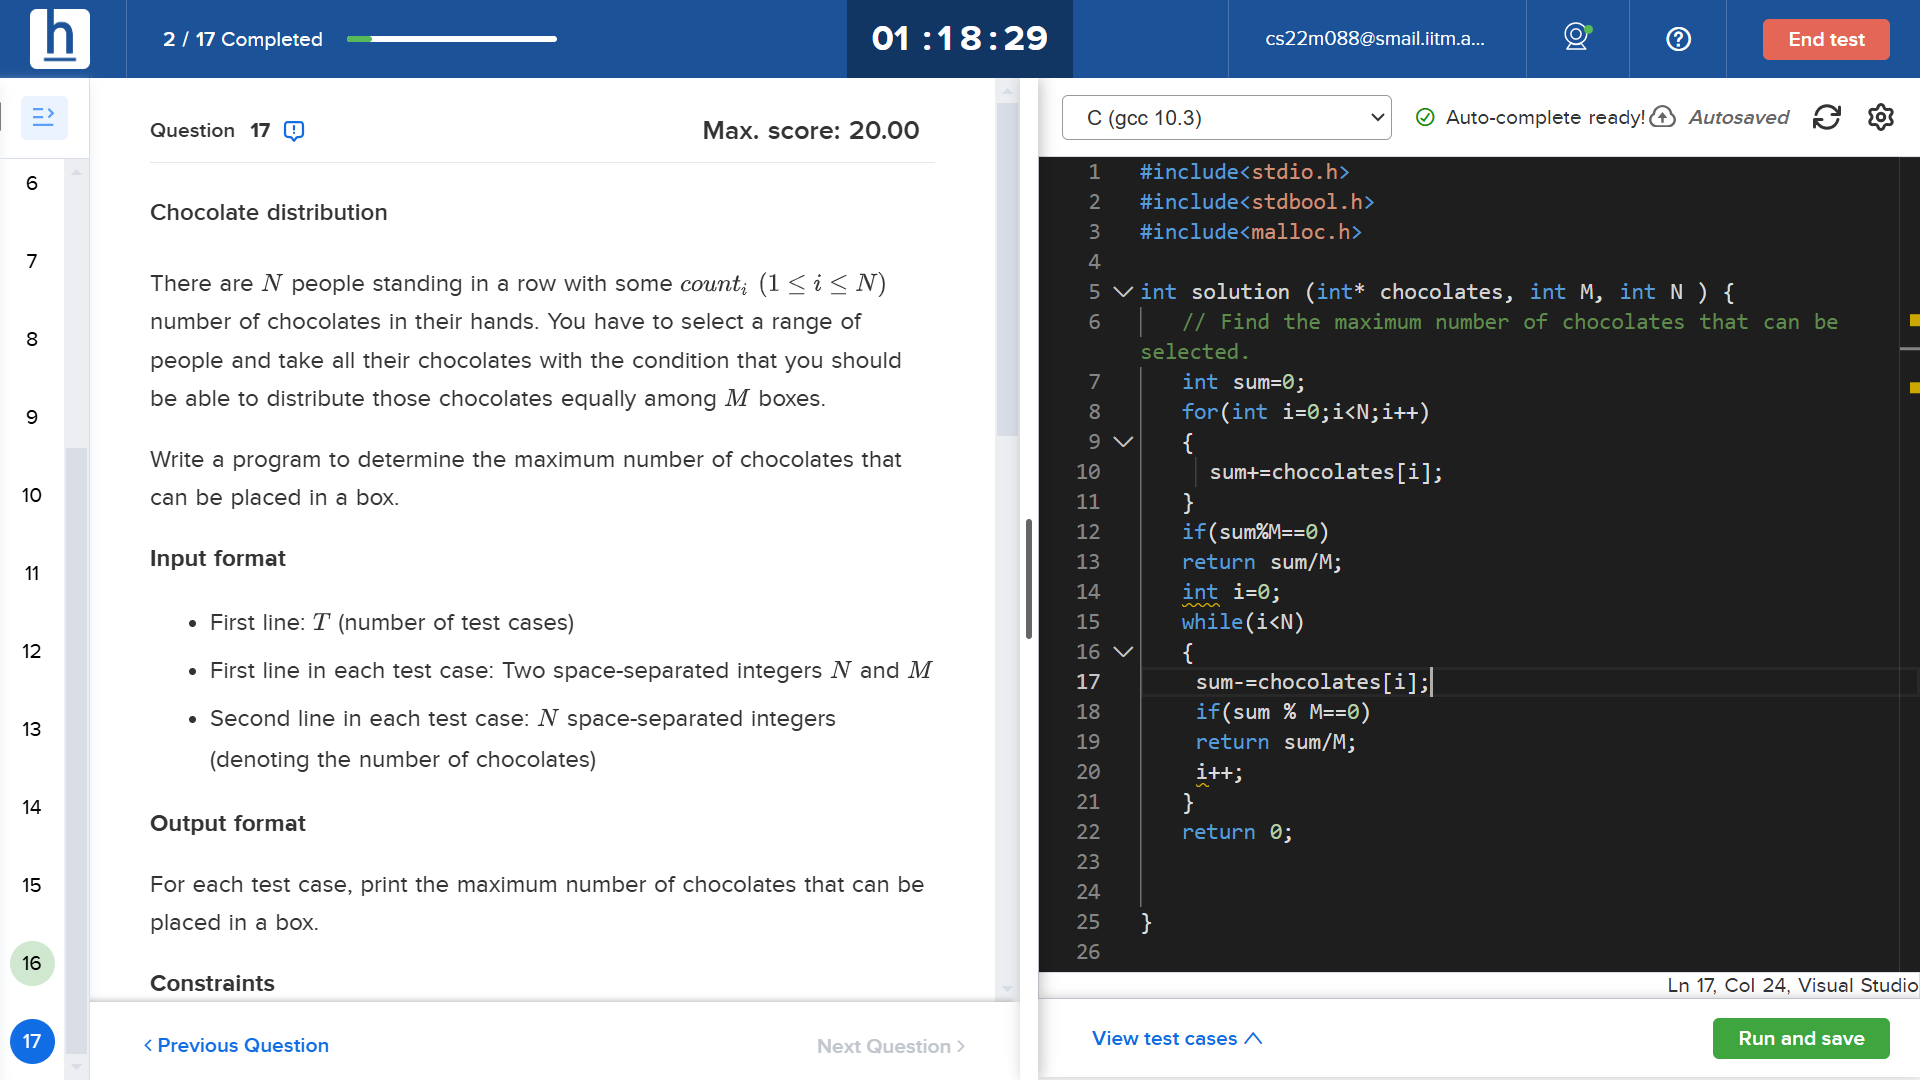 h
2 / 17 Completed
01 :18:29
cs22m088@smail.iitm.a...
End test
6
7
8
9
10
11
12
13
14
15
16
17
Question 17
Max. score: 20.00
Chocolate distribution
There are N people standing in a row with some countᵢ (1 ≤ i ≤ N)
number of chocolates in their hands. You have to select a range of
people and take all their chocolates with the condition that you should
be able to distribute those chocolates equally among M boxes.
Write a program to determine the maximum number of chocolates that
can be placed in a box.
Input format
• First line: T (number of test cases)
• First line in each test case: Two space-separated integers N and M
• Second line in each test case: N space-separated integers
(denoting the number of chocolates)
Output format
For each test case, print the maximum number of chocolates that can be
placed in a box.
Constraints
Previous Question
Next Question
C (gcc 10.3)
Auto-complete ready!
Autosaved
1 #include<stdio.h>
2 #include<stdbool.h>
3 #include<malloc.h>
4
5 int solution (int* chocolates, int M, int N ) {
6 // Find the maximum number of chocolates that can be
selected.
7 int sum=0;
8 for(int i=0;i<N;i++)
9 {
10 sum+=chocolates[i];
11 }
12 if(sum%M==0)
13 return sum/M;
14 int i=0;
15 while(i<N)
16 {
17 sum-=chocolates[i];
18 if(sum % M==0)
19 return sum/M;
20 i++;
21 }
22 return 0;
23
24
25 }
26
Ln 17, Col 24, Visual Studio
View test cases
Run and save